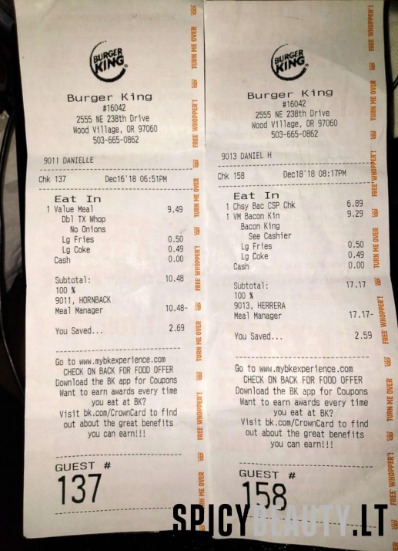 BURGER KING
Burger King
#16042
2555 NE 238th Drive
Wood Village, OR 97060
503-665-0862
9011 DANIELLE
Chk 137 Dec16'18 06:51PM
Eat In
1 Value Meal 9.49
Dbl TX Whop
No Onions
Lg Fries 0.50
Lg Coke 0.49
Cash 0.00
Subtotal: 10.48
100 %
9011, HORNBACK
Meal Manager 10.48-
You Saved... 2.69
Go to www.mybkexperience.com
CHECK ON BACK FOR FOOD OFFER
Download the BK app for Coupons
Want to earn awards every time
you eat at BK?
Visit bk.com/CrownCard to find
out about the great benefits
you can earn!!!
GUEST #
137
TURN ME OVER
FREE WHOPPER!
TURN ME OVER
FREE WHOPPER!
TURN ME OVER
FREE WHOPPER!
TURN ME OVER
BURGER KING
Burger King
#16042
2555 NE 238th Drive
Wood Village, OR 97060
503-665-0862
9013 DANIEL H
Chk 158 Dec18'18 08:17PM
Eat In
1 Chsy Bac CSP Chk 6.89
1 VM Bacon Kin 9.29
Bacon King
See Cashier
Lg Fries 0.50
Lg Coke 0.49
Cash 0.00
Subtotal: 17.17
100 %
9013, HERRERA
Meal Manager 17.17-
You Save... 2.59
Go to www.mybkexperience.com
CHECK ON BACK FOR FOOD OFFER
Download the BK app for Coupons
Want to earn awards every time
you eat at BK?
Visit bk.com/CrownCard to find
out about the great benefits
you can earn!!!
GUEST #
158
FREE WHOPPER!
TURN ME OVER
FREE WHOPPER!
TURN ME OVER
FREE WHOPPER!
TURN ME OVER
SPICYBEAUTY.LT